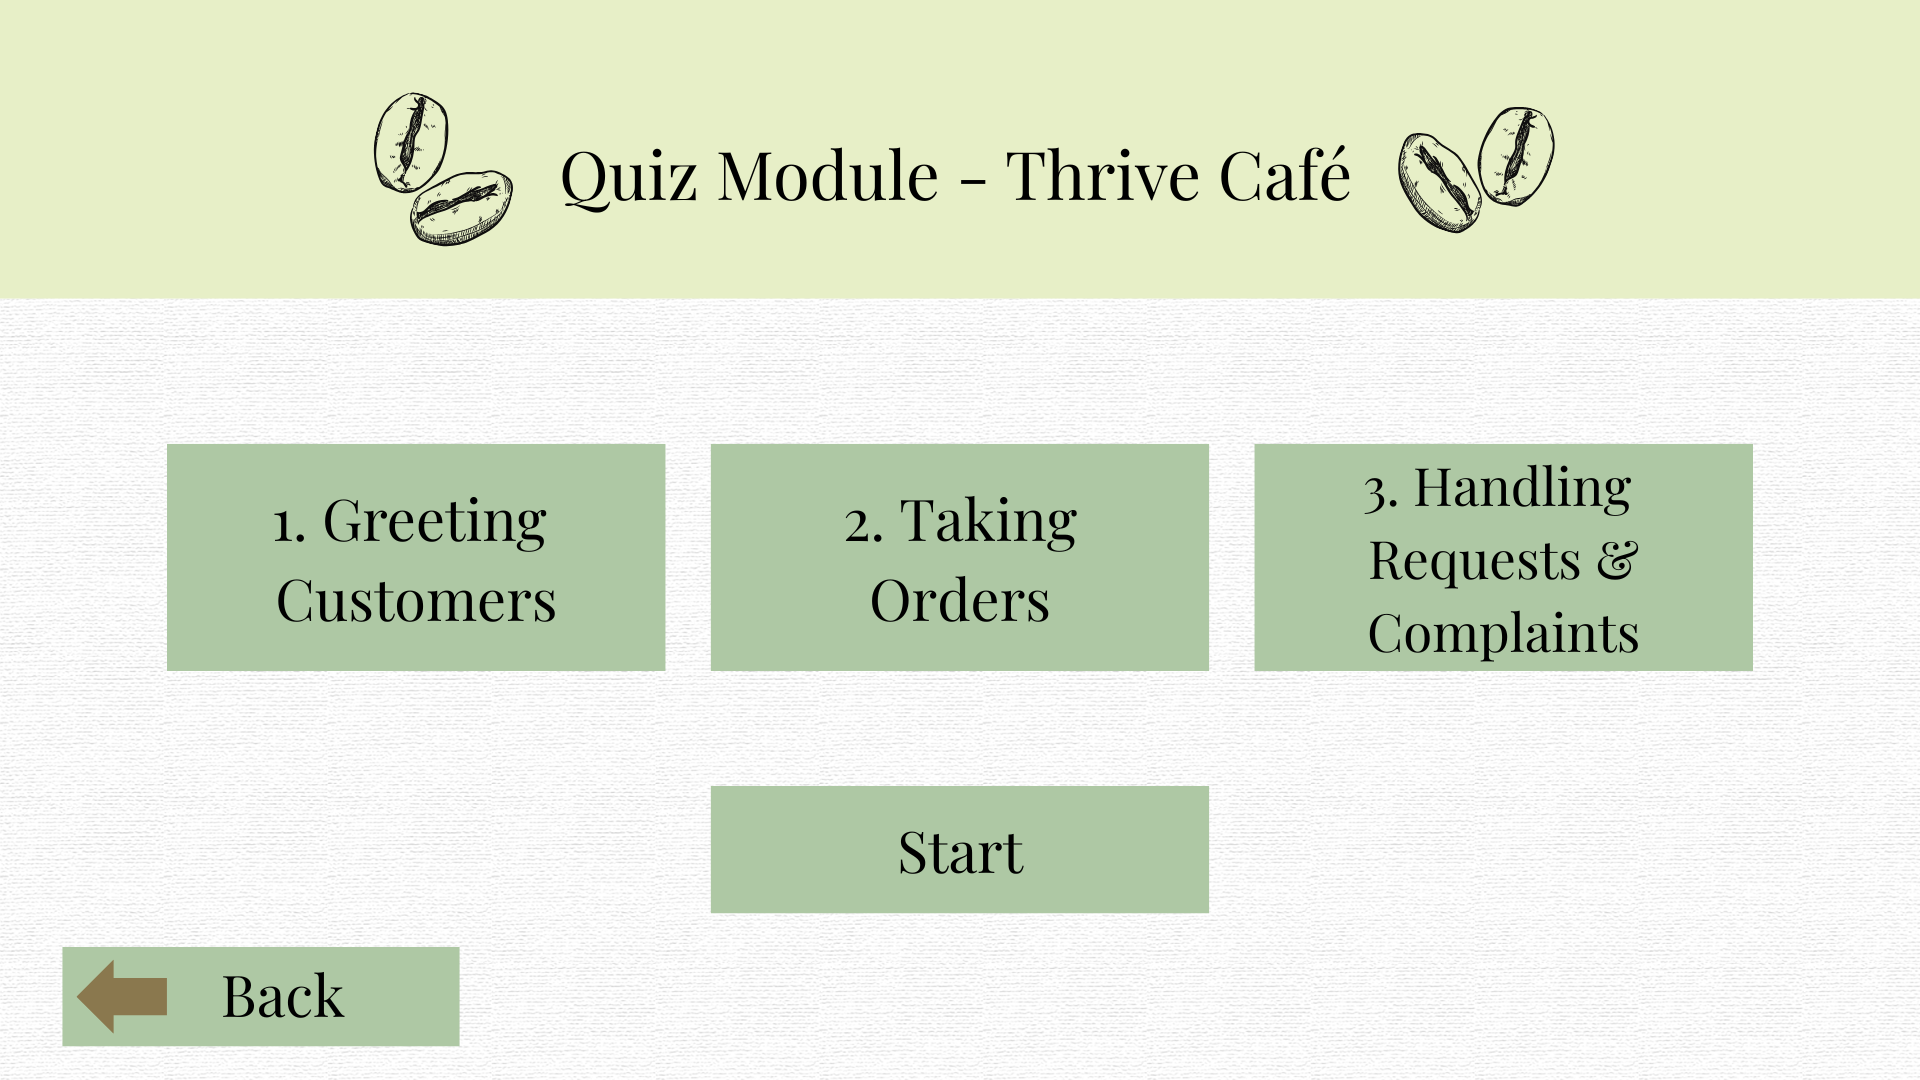 Quiz Module - Thrive Café
1. Greeting
Customers
2. Taking
Orders
3. Handling
Requests &
Complaints
Start
Back